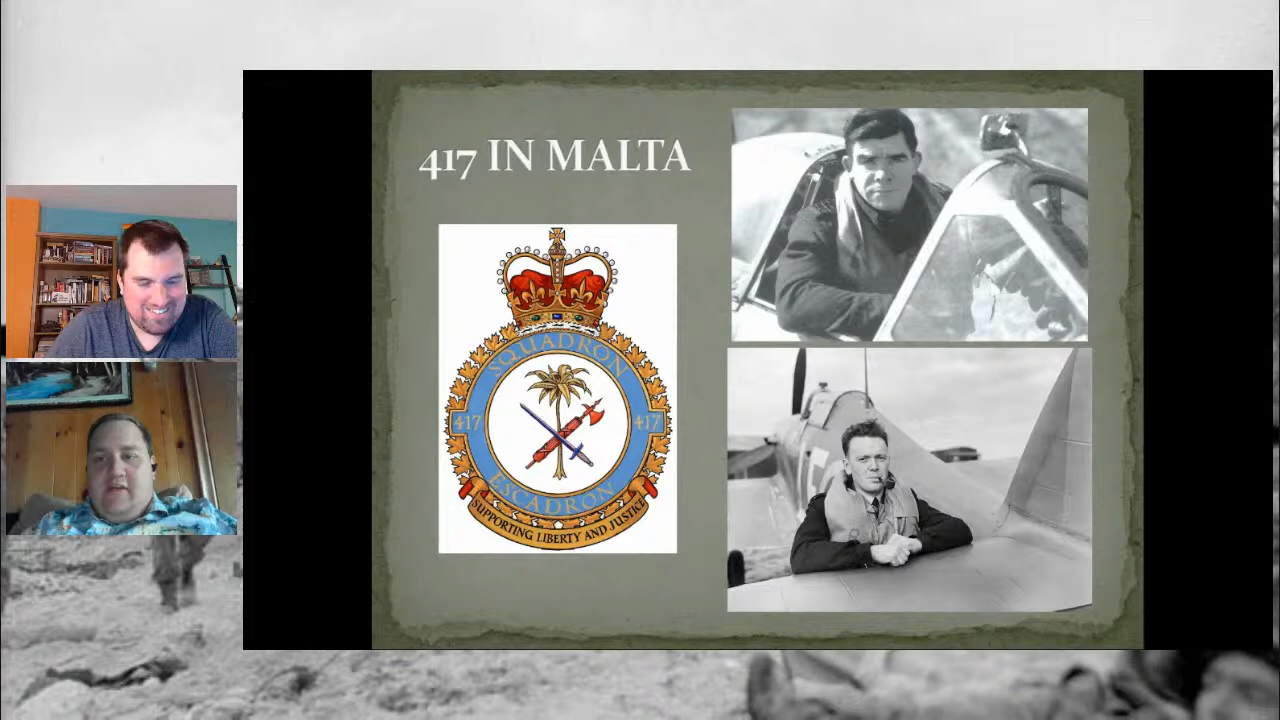 417 IN MALTA
SQUADRON
417 417
ESCADRON
SUPPORTING LIBERTY AND JUSTICE